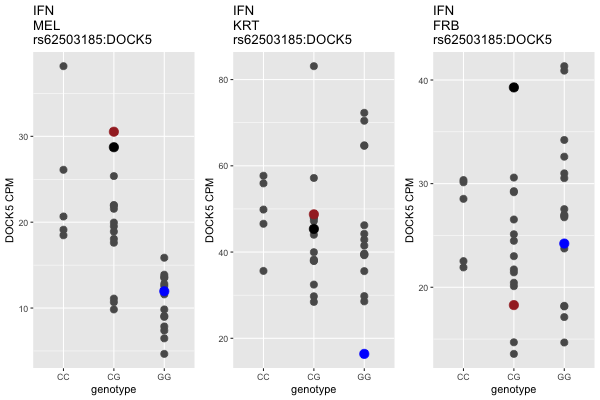 IFN
MEL
rs62503185:DOCK5
DOCK5 CPM
30
20
10
CC
CG
GG
genotype
IFN
KRT
rs62503185:DOCK5
DOCK5 CPM
80
60
40
20
CC
CG
GG
genotype
IFN
FRB
rs62503185:DOCK5
DOCK5 CPM
40
30
20
CC
CG
GG
genotype